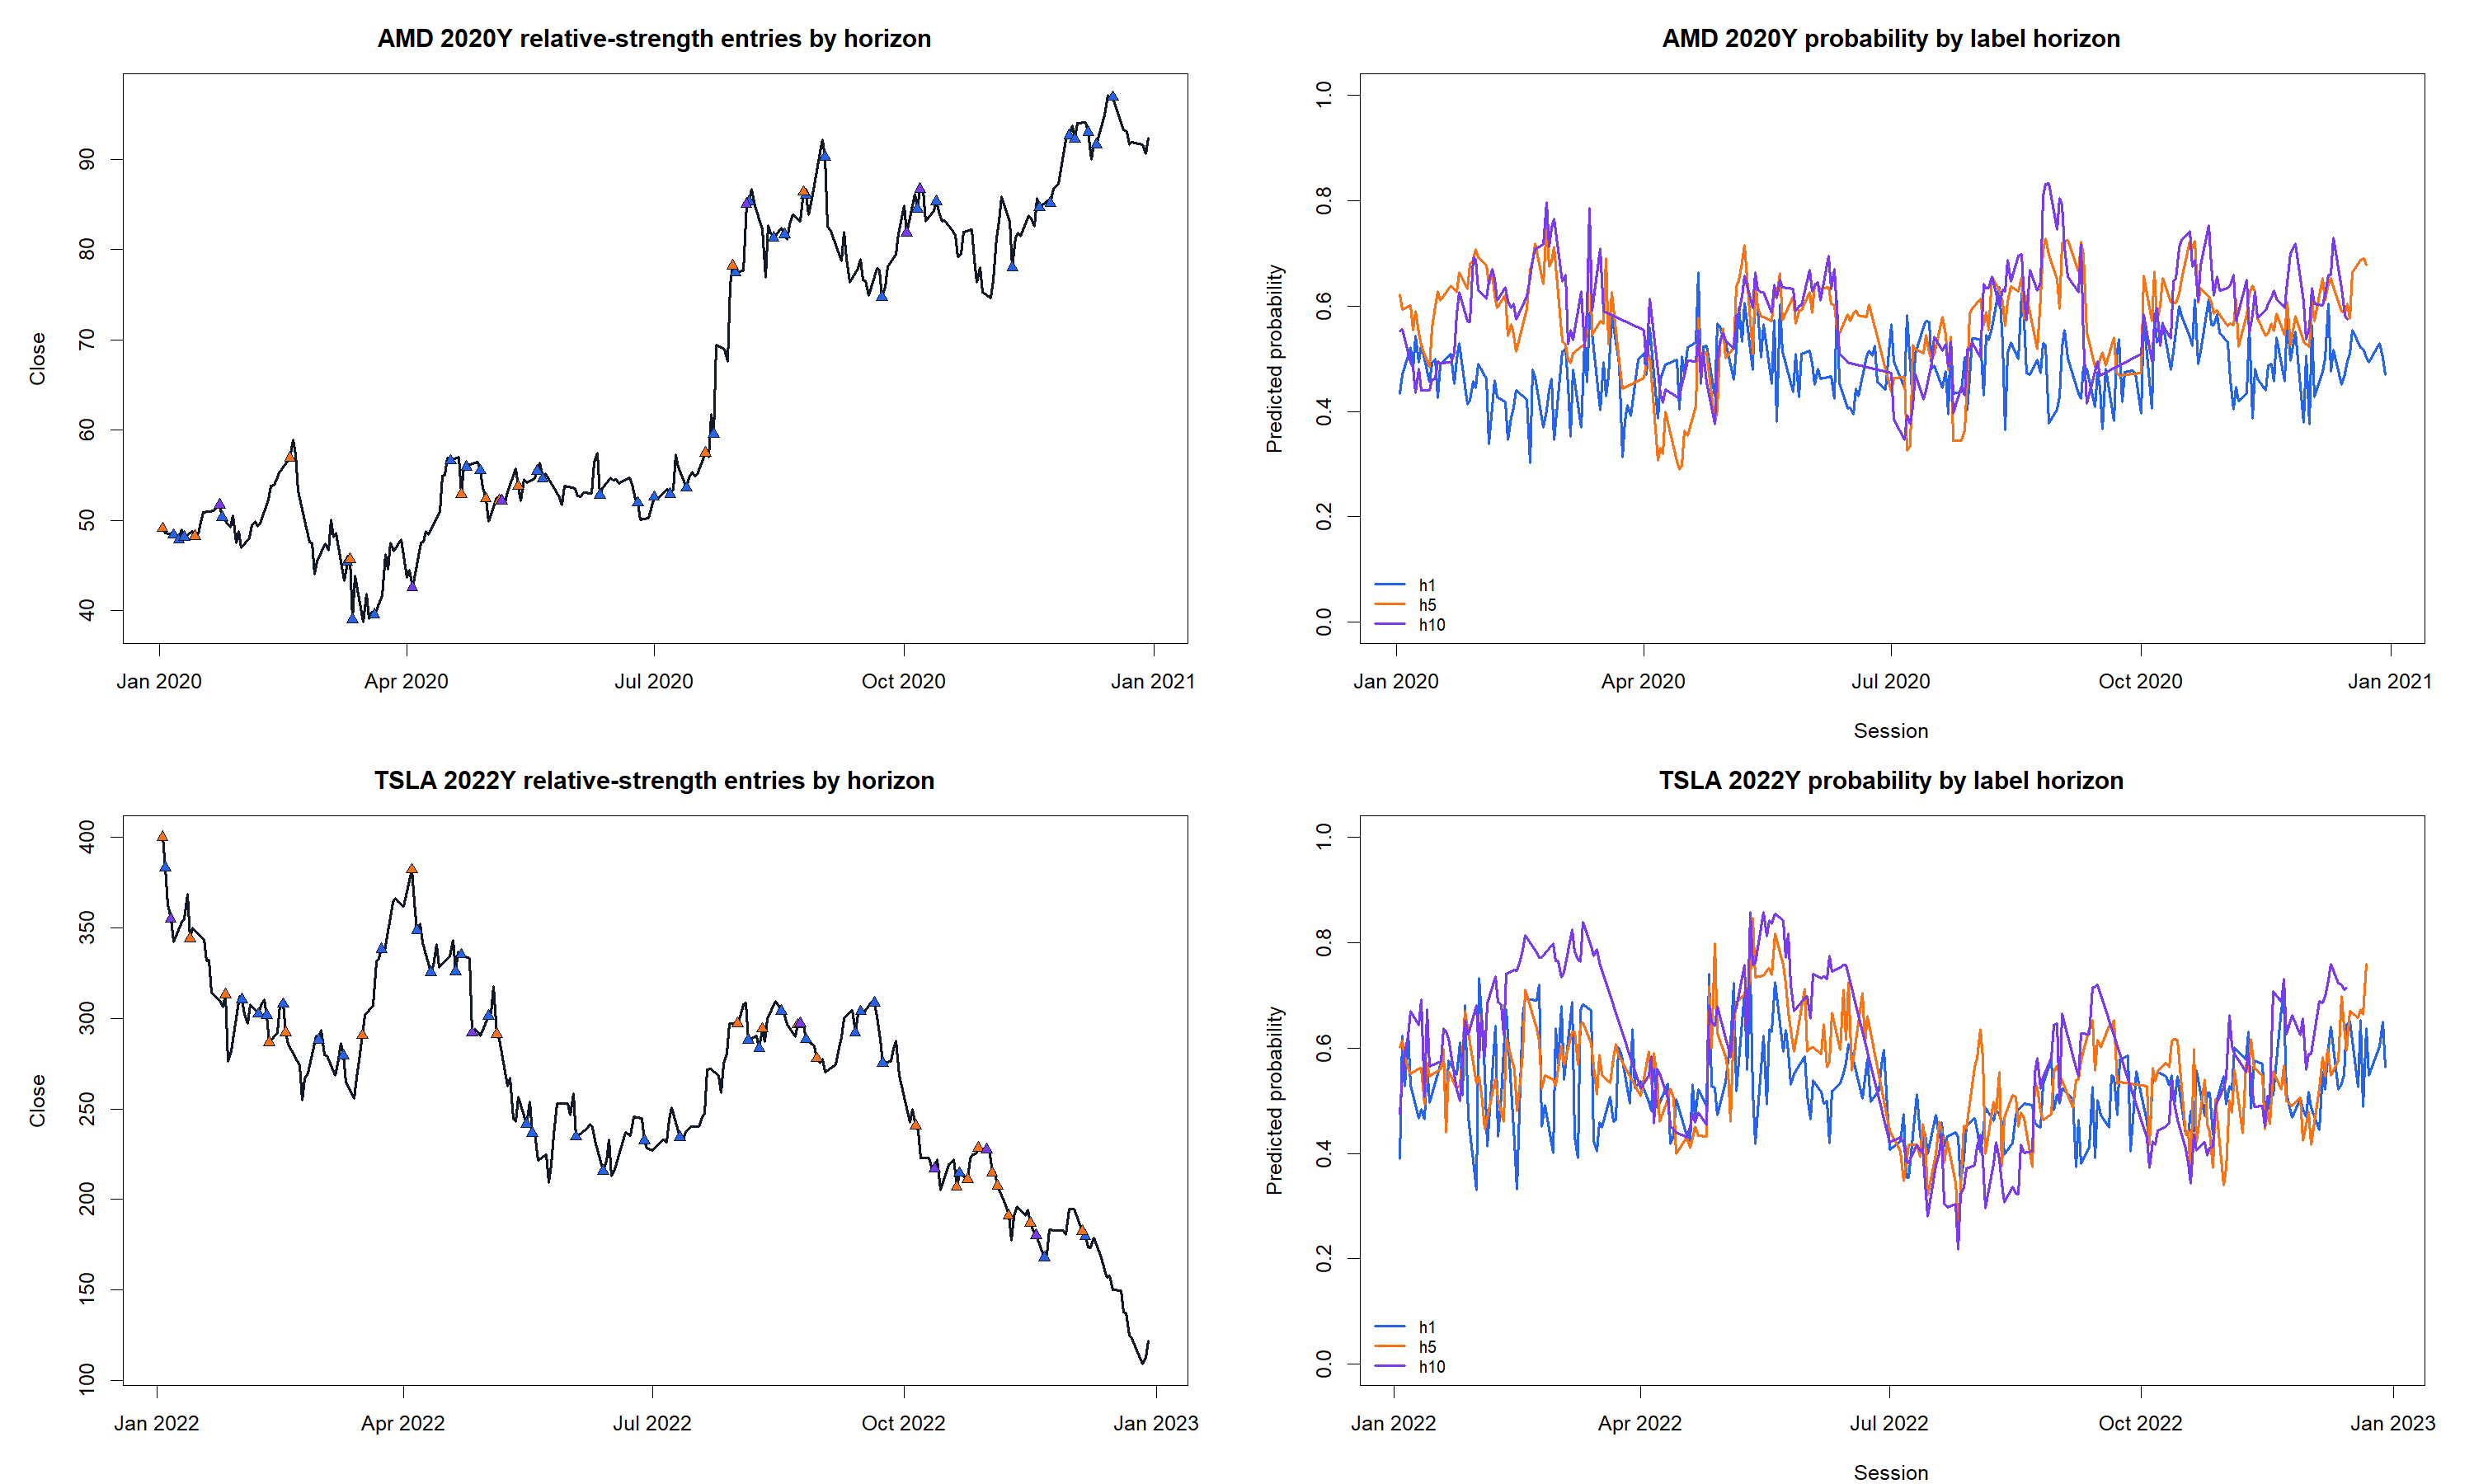 AMD 2020Y relative-strength entries by horizon
Close
90
80
70
60
50
40
Jan 2020
Apr 2020
Jul 2020
Oct 2020
Jan 2021
AMD 2020Y probability by label horizon
Predicted probability
1.0
0.8
0.6
0.4
0.2
0.0
h1
h5
h10
Jan 2020
Apr 2020
Jul 2020
Oct 2020
Jan 2021
Session
TSLA 2022Y relative-strength entries by horizon
Close
400
350
300
250
200
150
100
Jan 2022
Apr 2022
Jul 2022
Oct 2022
Jan 2023
TSLA 2022Y probability by label horizon
Predicted probability
1.0
0.8
0.6
0.4
0.2
0.0
h1
h5
h10
Jan 2022
Apr 2022
Jul 2022
Oct 2022
Jan 2023
Session